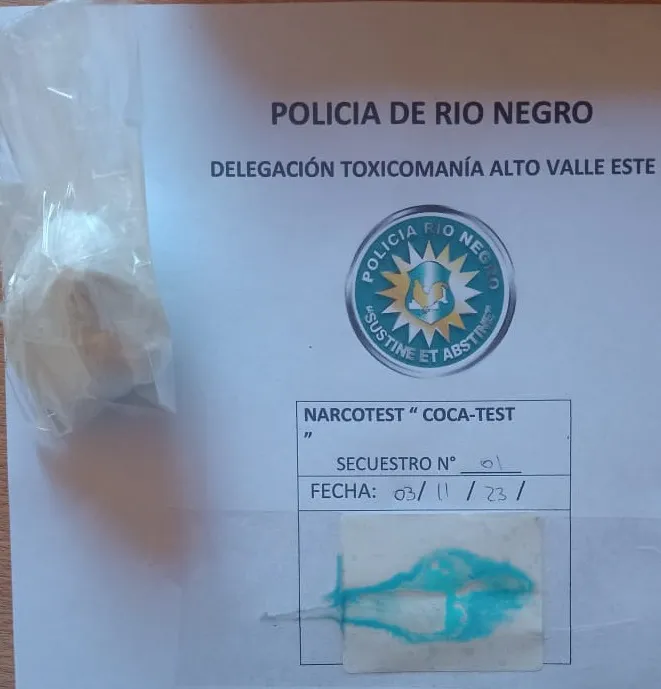 POLICIA DE RIO NEGRO
DELEGACIÓN TOXICOMANÍA ALTO VALLE ESTE
POLICIA RIO NEGRO
"SUSTINE ET ABSTINE"
NARCOTEST “ COCA-TEST
”
SECUESTRO N° 01
FECHA: 03/ 11 / 23 /